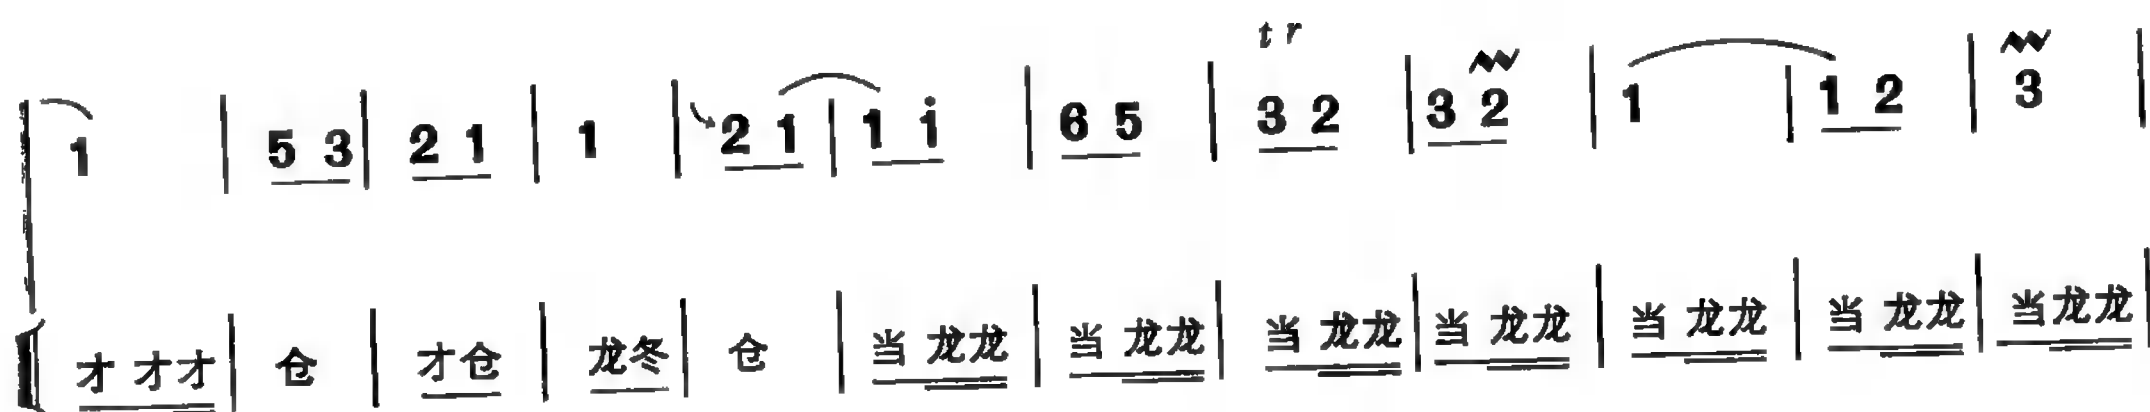 tr
1 | 5 3 | 2 1 | 1 | 2 1 | 1 i | 6 5 | 3 2 | 3 2 | 1 | 1 2 | 3 |
才 才才 | 仓 | 才仓 | 龙冬 | 仓 | 当 龙龙 | 当 龙龙 | 当 龙龙 | 当 龙龙 | 当 龙龙 | 当 龙龙 | 当 龙龙 |